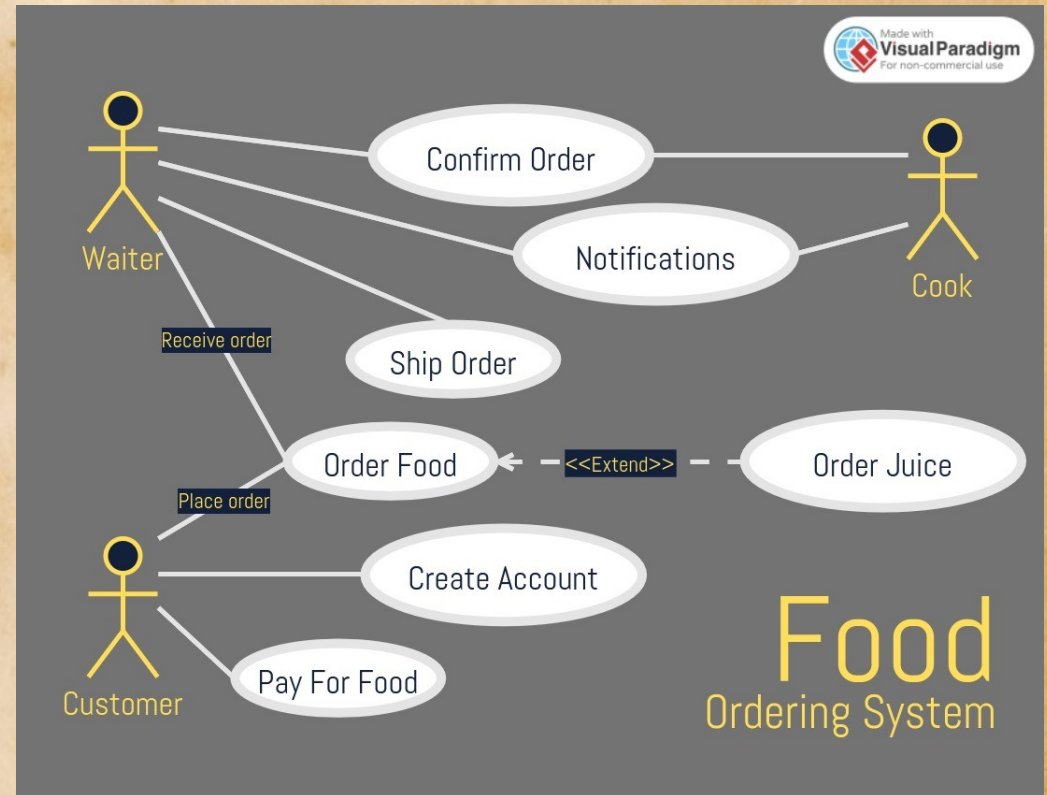 Made with
Visual Paradigm
For non-commercial use
Confirm Order
Notifications
Waiter
Cook
Receive order
Ship Order
Order Food
<<Extend>>
Order Juice
Place order
Create Account
Pay For Food
Customer
Food
Ordering System